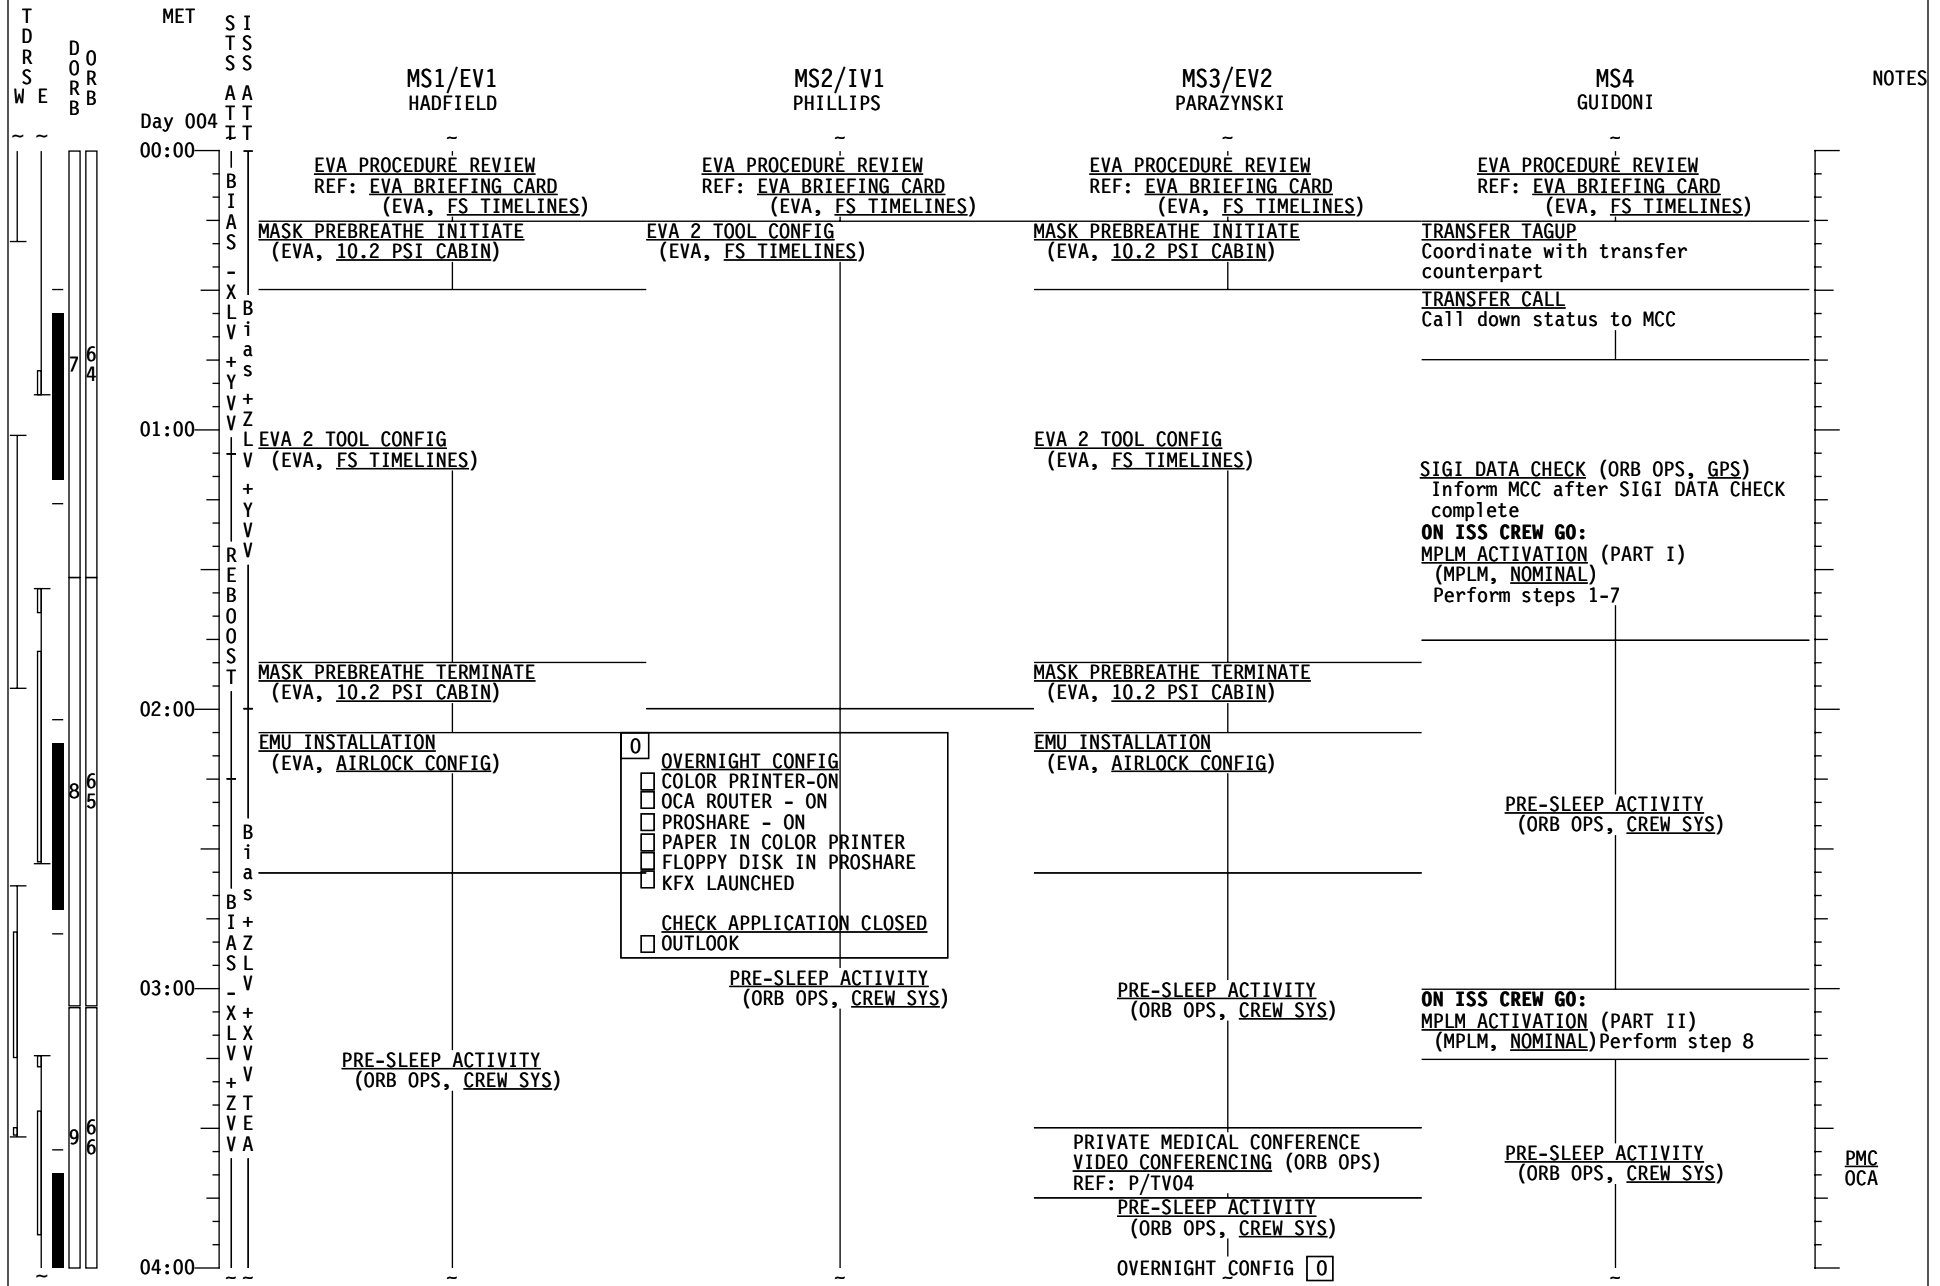 TDRS
W E
DORB
ORB
MET
STS ATT
ISS ATT
MS1/EV1
HADFIELD
MS2/IV1
PHILLIPS
MS3/EV2
PARAZYNSKI
MS4
GUIDONI
NOTES
Day 004
00:00
01:00
02:00
03:00
04:00
7
8
9
64
65
66
BIAS -XLV +YVV
REBOOST
BIAS -XLV +ZVV
Bias +ZLV +YVV
Bias +ZLV +XVV TEA
EVA PROCEDURE REVIEW
REF: EVA BRIEFING CARD
(EVA, FS TIMELINES)
MASK PREBREATHE INITIATE
(EVA, 10.2 PSI CABIN)
EVA 2 TOOL CONFIG
(EVA, FS TIMELINES)
MASK PREBREATHE TERMINATE
(EVA, 10.2 PSI CABIN)
EMU INSTALLATION
(EVA, AIRLOCK CONFIG)
PRE-SLEEP ACTIVITY
(ORB OPS, CREW SYS)
EVA PROCEDURE REVIEW
REF: EVA BRIEFING CARD
(EVA, FS TIMELINES)
EVA 2 TOOL CONFIG
(EVA, FS TIMELINES)
O
OVERNIGHT CONFIG
COLOR PRINTER-ON
OCA ROUTER - ON
PROSHARE - ON
PAPER IN COLOR PRINTER
FLOPPY DISK IN PROSHARE
KFX LAUNCHED
CHECK APPLICATION CLOSED
OUTLOOK
PRE-SLEEP ACTIVITY
(ORB OPS, CREW SYS)
EVA PROCEDURE REVIEW
REF: EVA BRIEFING CARD
(EVA, FS TIMELINES)
MASK PREBREATHE INITIATE
(EVA, 10.2 PSI CABIN)
EVA 2 TOOL CONFIG
(EVA, FS TIMELINES)
MASK PREBREATHE TERMINATE
(EVA, 10.2 PSI CABIN)
EMU INSTALLATION
(EVA, AIRLOCK CONFIG)
PRE-SLEEP ACTIVITY
(ORB OPS, CREW SYS)
PRIVATE MEDICAL CONFERENCE
VIDEO CONFERENCING (ORB OPS)
REF: P/TV04
PRE-SLEEP ACTIVITY
(ORB OPS, CREW SYS)
OVERNIGHT CONFIG O
EVA PROCEDURE REVIEW
REF: EVA BRIEFING CARD
(EVA, FS TIMELINES)
TRANSFER TAGUP
Coordinate with transfer
counterpart
TRANSFER CALL
Call down status to MCC
SIGI DATA CHECK (ORB OPS, GPS)
Inform MCC after SIGI DATA CHECK
complete
ON ISS CREW GO:
MPLM ACTIVATION (PART I)
(MPLM, NOMINAL)
Perform steps 1-7
PRE-SLEEP ACTIVITY
(ORB OPS, CREW SYS)
ON ISS CREW GO:
MPLM ACTIVATION (PART II)
(MPLM, NOMINAL)Perform step 8
PRE-SLEEP ACTIVITY
(ORB OPS, CREW SYS)
PMC
OCA